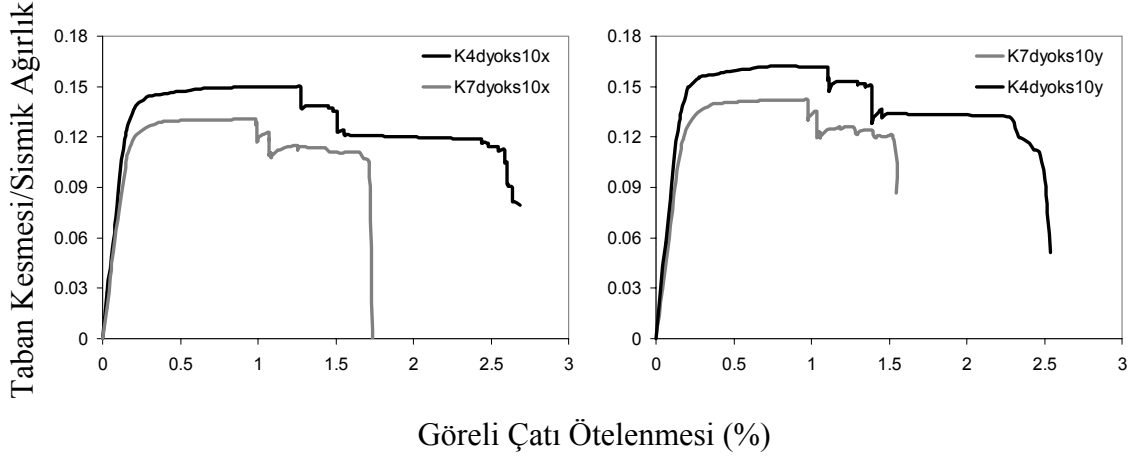 Taban Kesmesi/Sismik Ağırlık
0.18
0.15
0.12
0.09
0.06
0.03
0
0 0.5 1 1.5 2 2.5 3
K4dyoks10x
K7dyoks10x
0.18
0.15
0.12
0.09
0.06
0.03
0
0 0.5 1 1.5 2 2.5 3
K7dyoks10y
K4dyoks10y
Göreli Çatı Ötelenmesi (%)